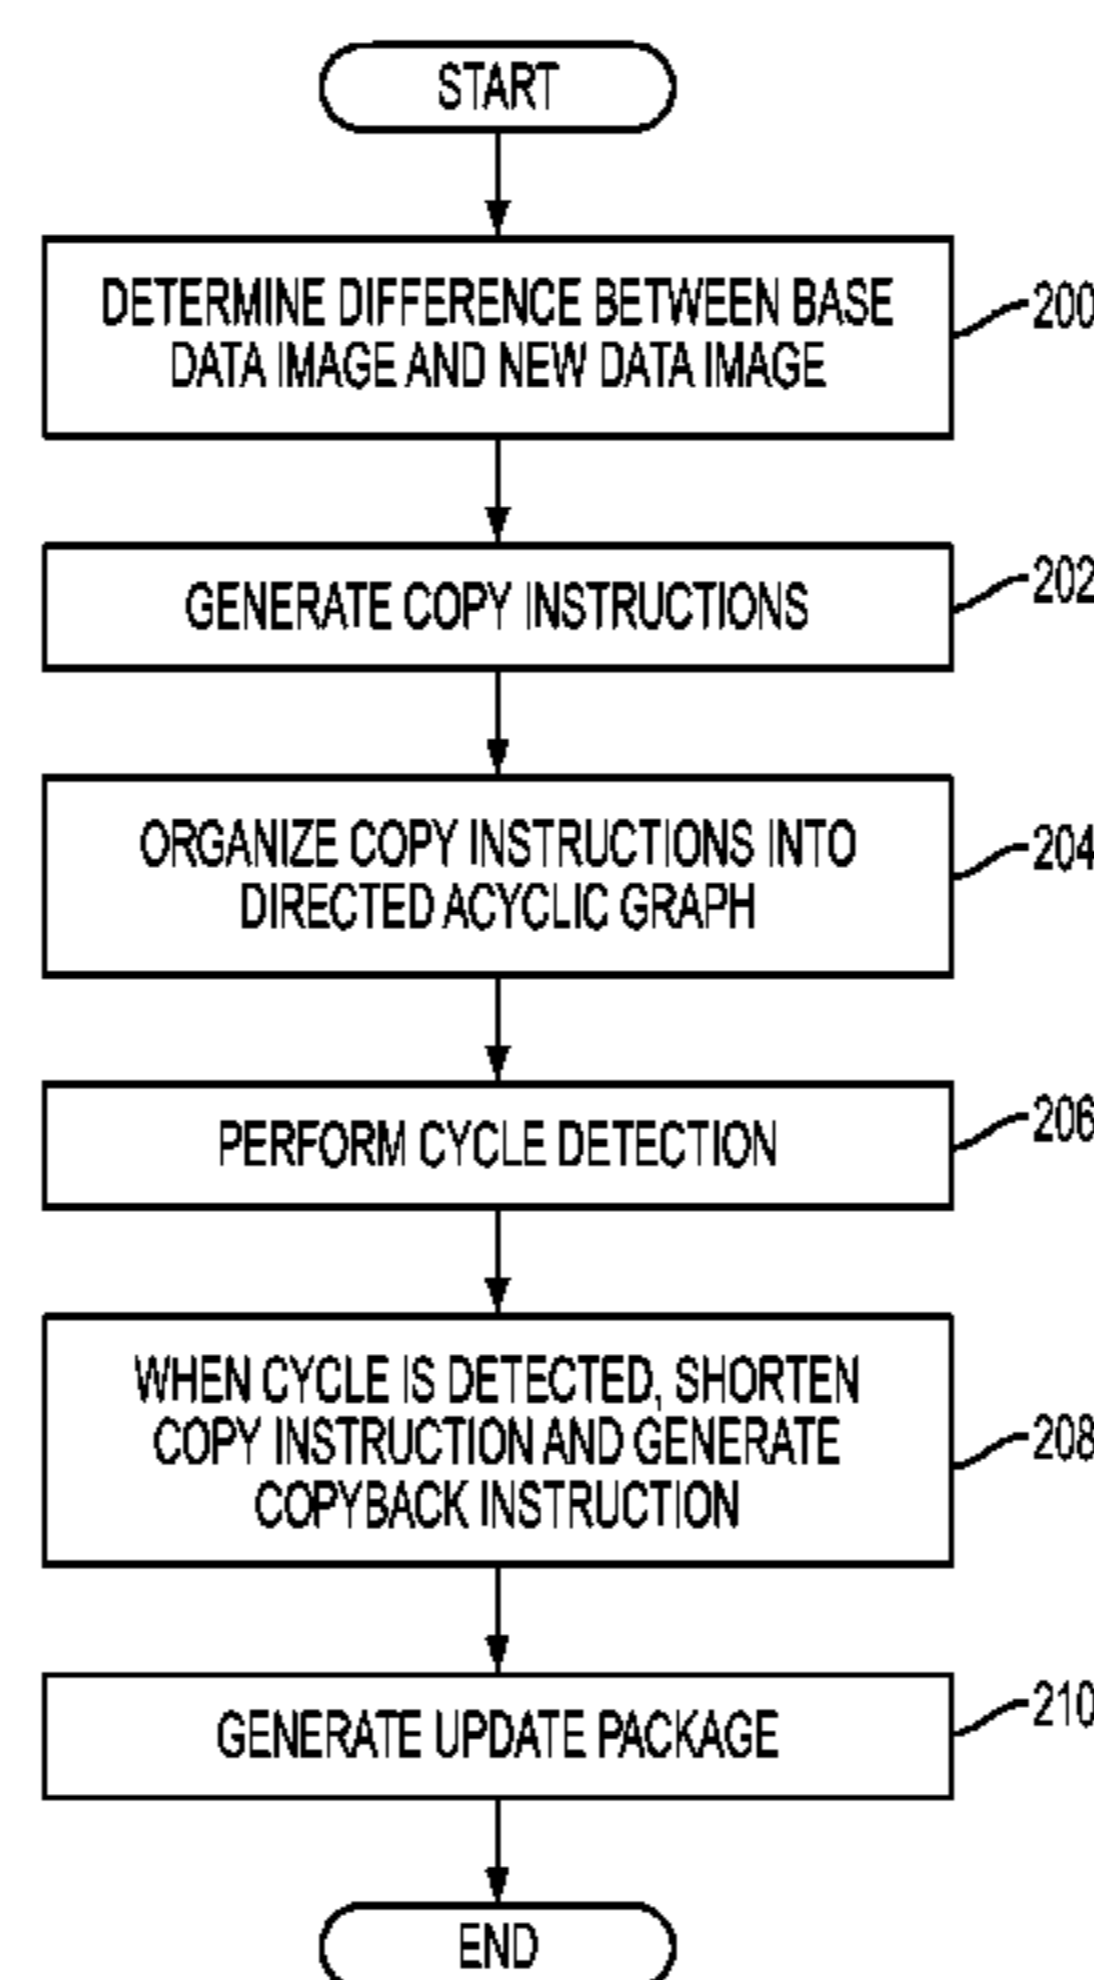 START
DETERMINE DIFFERENCE BETWEEN BASE
DATA IMAGE AND NEW DATA IMAGE
200
GENERATE COPY INSTRUCTIONS
202
ORGANIZE COPY INSTRUCTIONS INTO
DIRECTED ACYCLIC GRAPH
204
PERFORM CYCLE DETECTION
206
WHEN CYCLE IS DETECTED, SHORTEN
COPY INSTRUCTION AND GENERATE
COPYBACK INSTRUCTION
208
GENERATE UPDATE PACKAGE
210
END